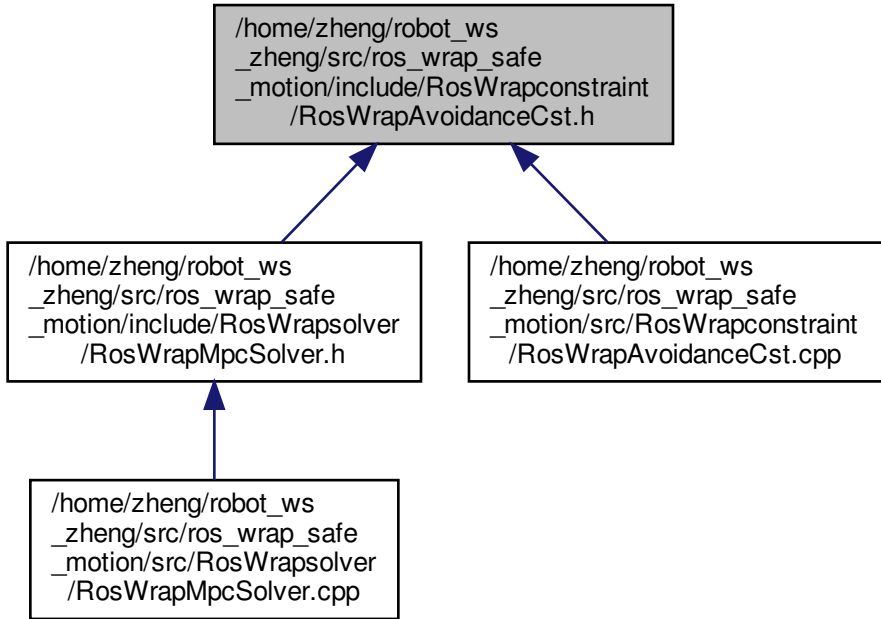 /home/zheng/robot_ws
_zheng/src/ros_wrap_safe
_motion/include/RosWrapconstraint
/RosWrapAvoidanceCst.h
/home/zheng/robot_ws
_zheng/src/ros_wrap_safe
_motion/include/RosWrapsolver
/RosWrapMpcSolver.h
/home/zheng/robot_ws
_zheng/src/ros_wrap_safe
_motion/src/RosWrapconstraint
/RosWrapAvoidanceCst.cpp
/home/zheng/robot_ws
_zheng/src/ros_wrap_safe
_motion/src/RosWrapsolver
/RosWrapMpcSolver.cpp